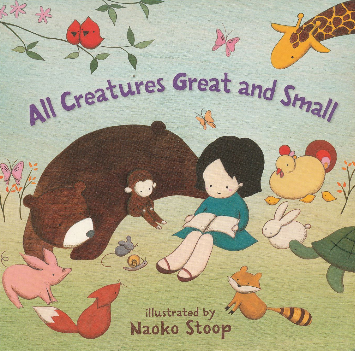 All Creatures Great and Small
illustrated by
Naoko Stoop